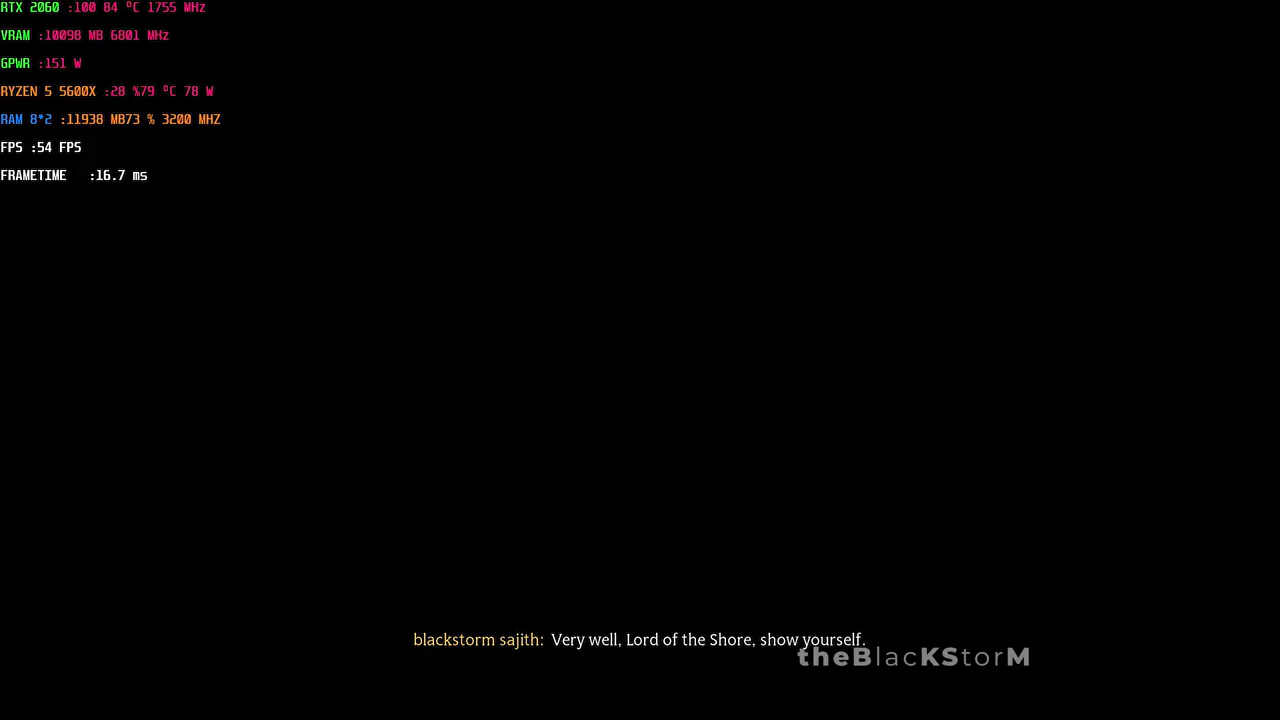 RTX 2060 :100 84 ºC 1755 MHz
VRAM :10098 MB 6801 MHz
GPWR :151 W
RYZEN 5 5600X :28 %79 ºC 78 W
RAM 8*2 :11938 MB73 % 3200 MHZ
FPS :54 FPS
FRAMETIME :16.7 ms
blackstorm sajith: Very well, Lord of the Shore, show yourself.
theBlacKStorM